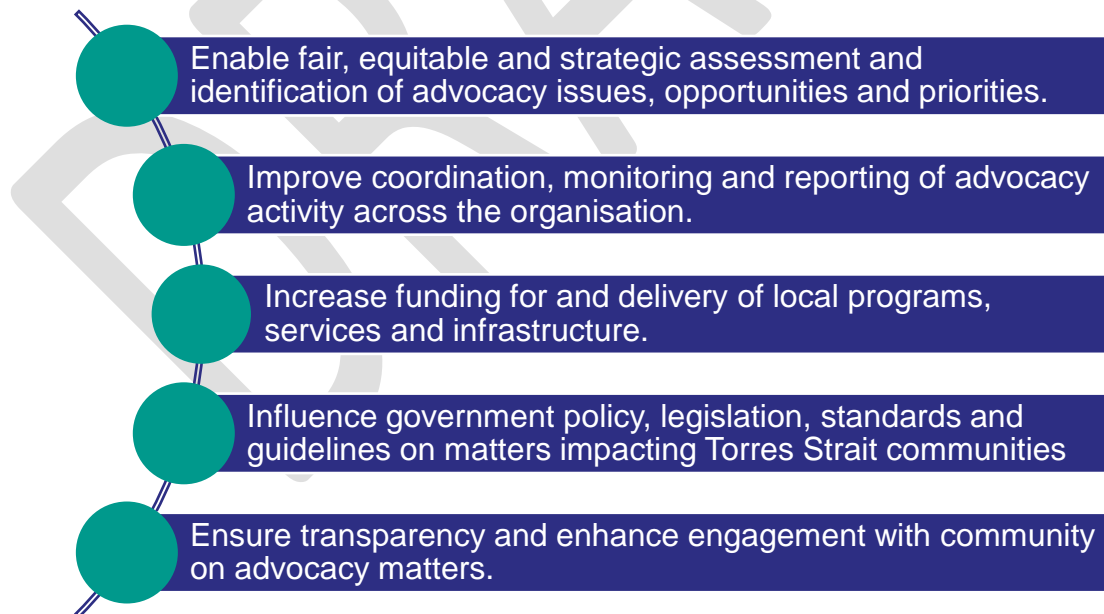 Enable fair, equitable and strategic assessment and
identification of advocacy issues, opportunities and priorities.
Improve coordination, monitoring and reporting of advocacy
activity across the organisation.
Increase funding for and delivery of local programs,
services and infrastructure.
Influence government policy, legislation, standards and
guidelines on matters impacting Torres Strait communities
Ensure transparency and enhance engagement with community
on advocacy matters.